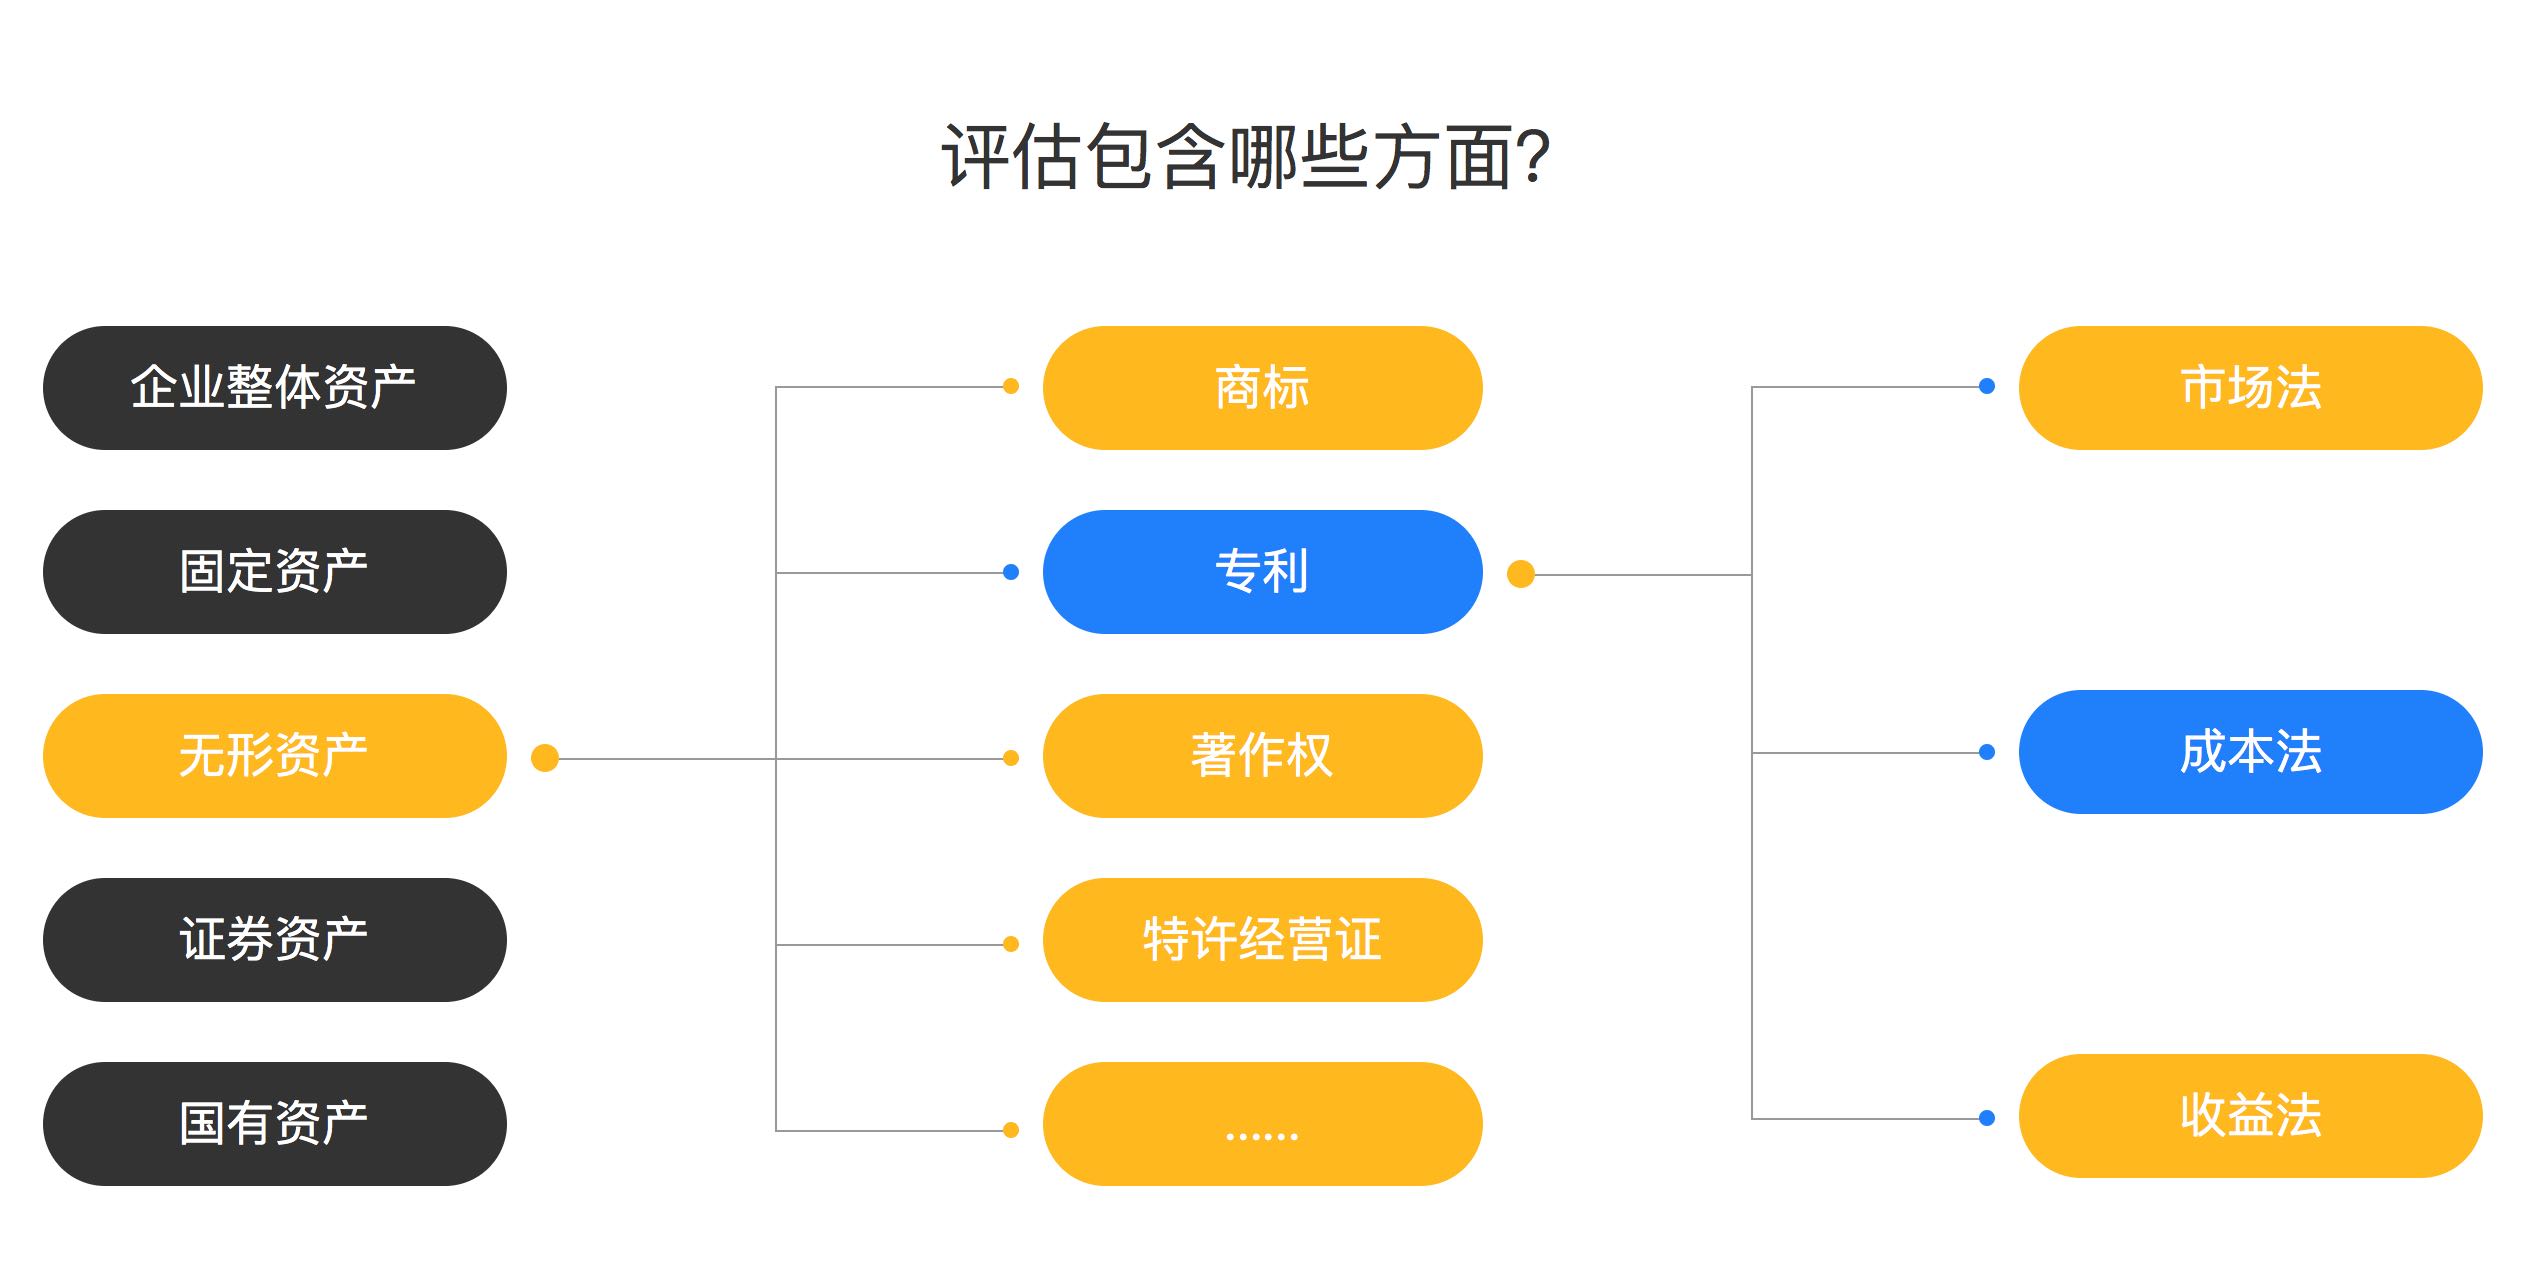 评估包含哪些方面?
企业整体资产
固定资产
无形资产
证券资产
国有资产
商标
专利
著作权
特许经营证
......
市场法
成本法
收益法